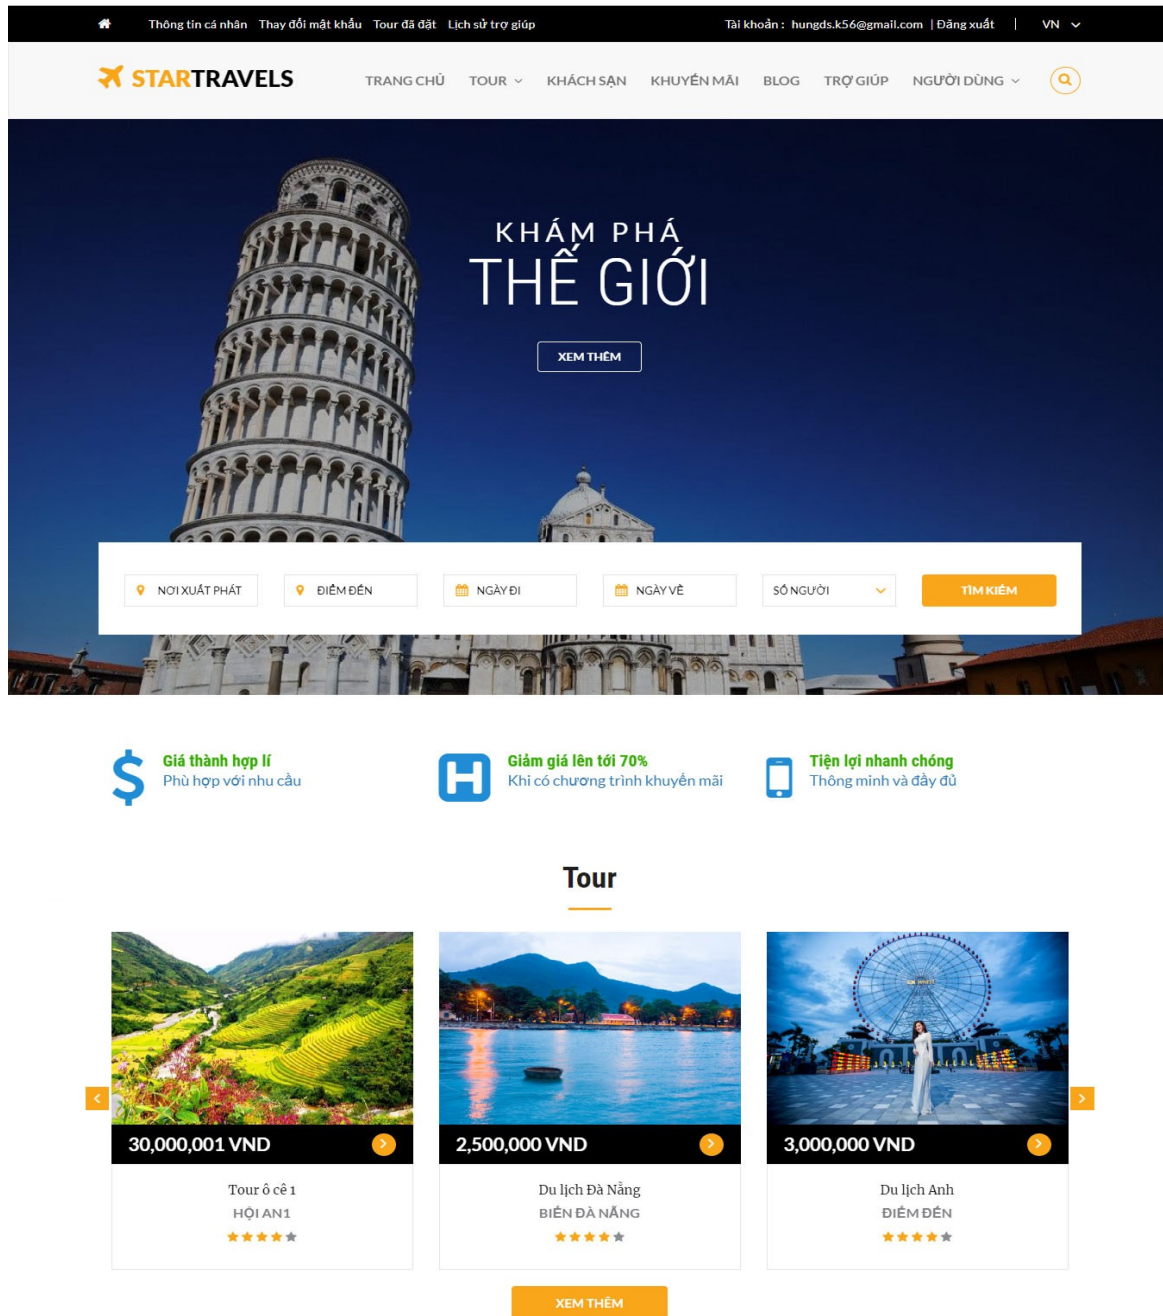 Thông tin cá nhân Thay đổi mật khẩu Tour đã đặt Lịch sử trợ giúp Tài khoản : hungds.k56@gmail.com | Đăng xuất | VN
STARTRAVELS TRANG CHỦ TOUR KHÁCH SẠN KHUYẾN MÃI BLOG TRỢ GIÚP NGƯỜI DÙNG
KHÁM PHÁ
THẾ GIỚI
XEM THÊM
NƠI XUẤT PHÁT ĐIỂM ĐẾN NGÀY ĐI NGÀY VỀ SỐ NGƯỜI TÌM KIẾM
Giá thành hợp lí
Phù hợp với nhu cầu
Giảm giá lên tới 70%
Khi có chương trình khuyến mãi
Tiện lợi nhanh chóng
Thông minh và đầy đủ
Tour
30,000,001 VND
Tour ô cê 1
HỘI AN1
2,500,000 VND
Du lịch Đà Nẵng
BIỂN ĐÀ NẴNG
3,000,000 VND
Du lịch Anh
ĐIỂM ĐẾN
XEM THÊM